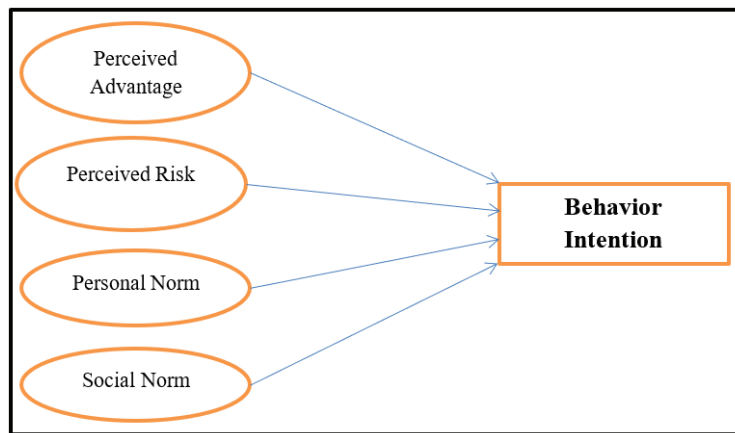 Perceived
Advantage
Perceived Risk
Personal Norm
Social Norm
Behavior
Intention